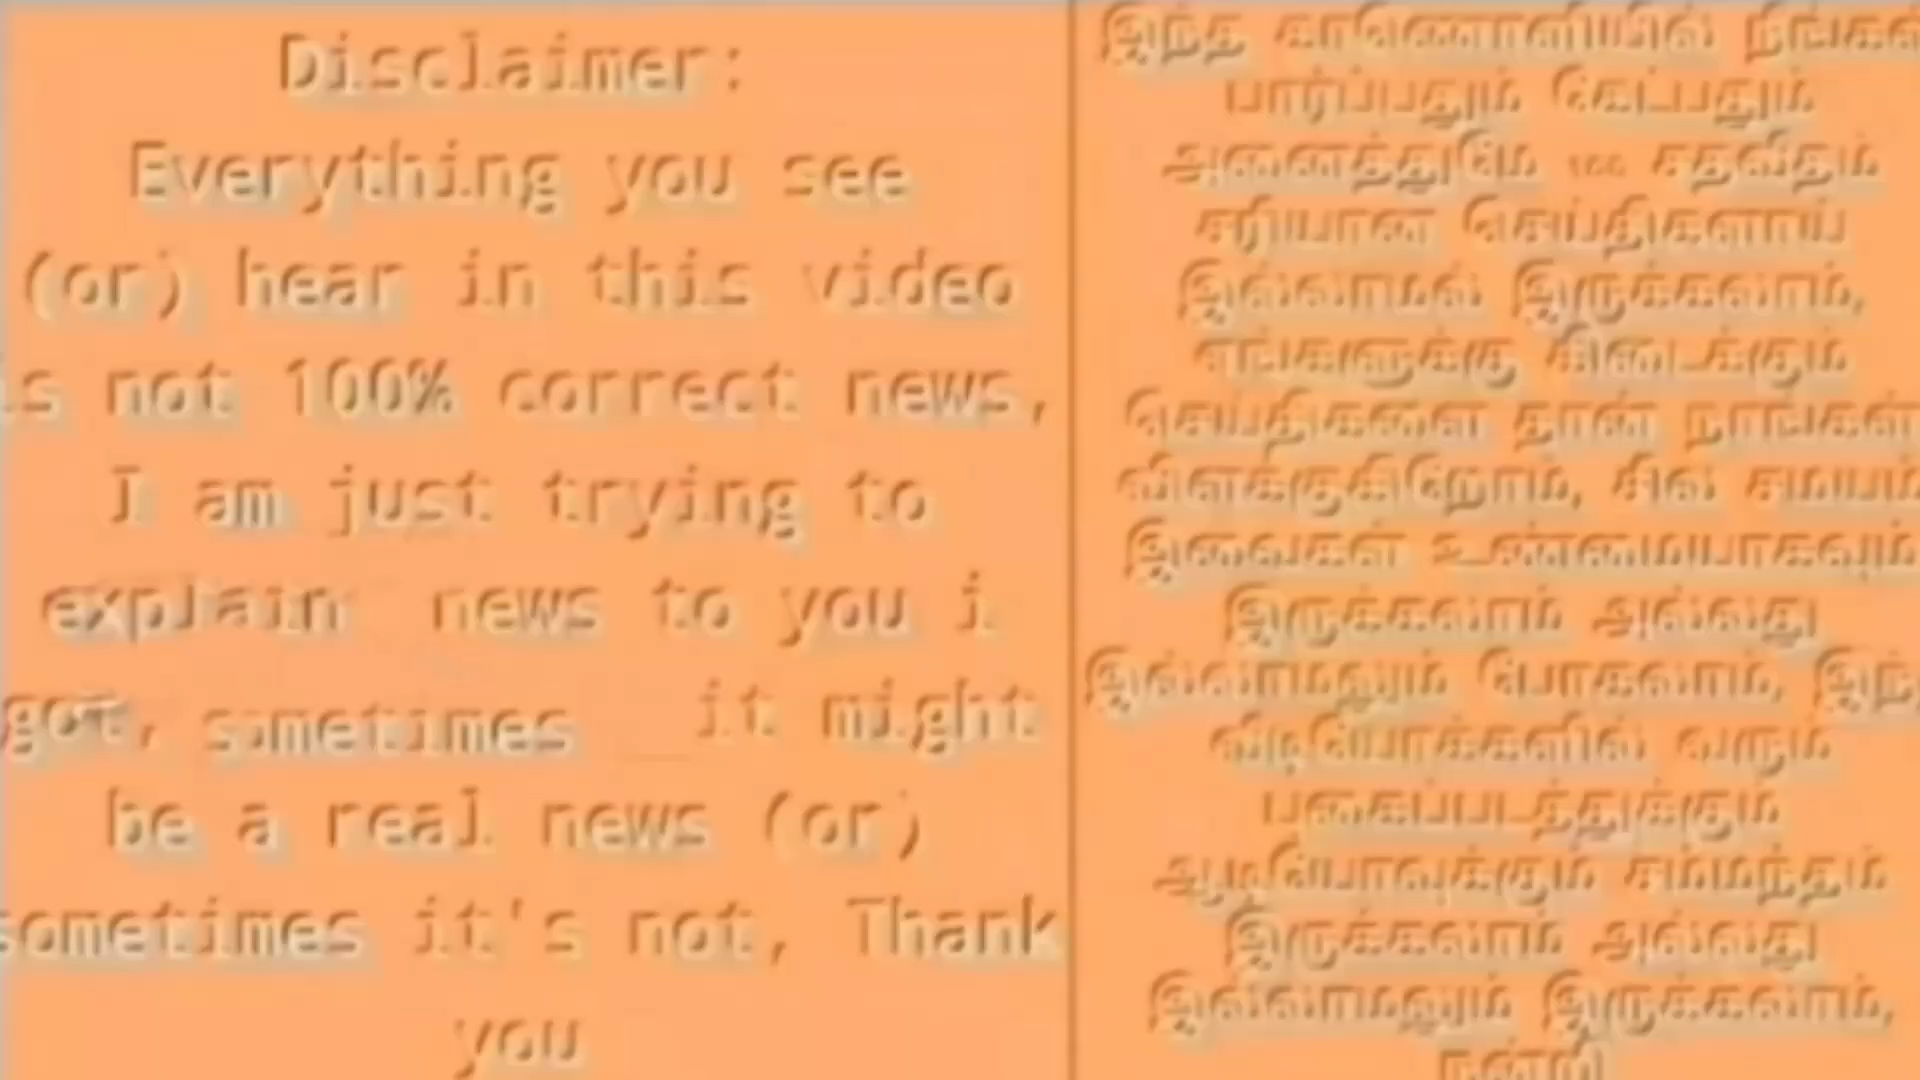 Disclaimer:
Everything you see
(or) hear in this video
is not 100% correct news,
I am just trying to
explain news to you i
got, sometimes it might
be a real news (or)
sometimes it's not, Thank
you
இந்த காணொளியில் நீங்கள்
பார்ப்பதும் கேட்பதும்
அனைத்துமே 100 சதவீதம்
சரியான செய்திகளாய்
இல்லாமல் இருக்கலாம்,
எங்களுக்கு கிடைக்கும்
செய்திகளை தான் நாங்கள்
விளக்குகிறோம், சில சமயம்
இவைகள் உண்மையாகவும்
இருக்கலாம் அல்லது
இல்லாமலும் போகலாம், இந்
வீடியோக்களில் வரும்
புகைப்படத்துக்கும்
ஆடியோவுக்கும் சம்மந்தம்
இருக்கலாம் அல்லது
இல்லாமலும் இருக்கலாம்,
நன்றி